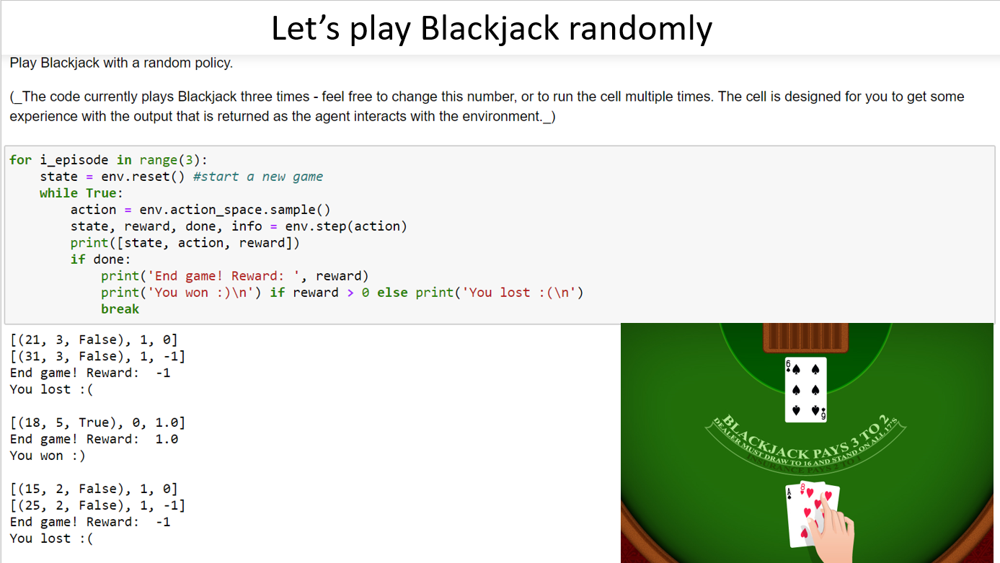 Let’s play Blackjack randomly
Play Blackjack with a random policy.
(_The code currently plays Blackjack three times - feel free to change this number, or to run the cell multiple times. The cell is designed for you to get some
experience with the output that is returned as the agent interacts with the environment._)
for i_episode in range(3):
    state = env.reset() #start a new game
    while True:
        action = env.action_space.sample()
        state, reward, done, info = env.step(action)
        print([state, action, reward])
        if done:
            print('End game! Reward: ', reward)
            print('You won :)\n') if reward > 0 else print('You lost :(\n')
            break
[(21, 3, False), 1, 0]
[(31, 3, False), 1, -1]
End game! Reward:  -1
You lost :(
[(18, 5, True), 0, 1.0]
End game! Reward:  1.0
You won :)
[(15, 2, False), 1, 0]
[(25, 2, False), 1, -1]
End game! Reward:  -1
You lost :(
6
6
BLACKJACK PAYS 3 TO 2
DEALER MUST DRAW TO 16 AND STAND ON ALL 17'S
INSURANCE PAYS 2 TO 1
A
8